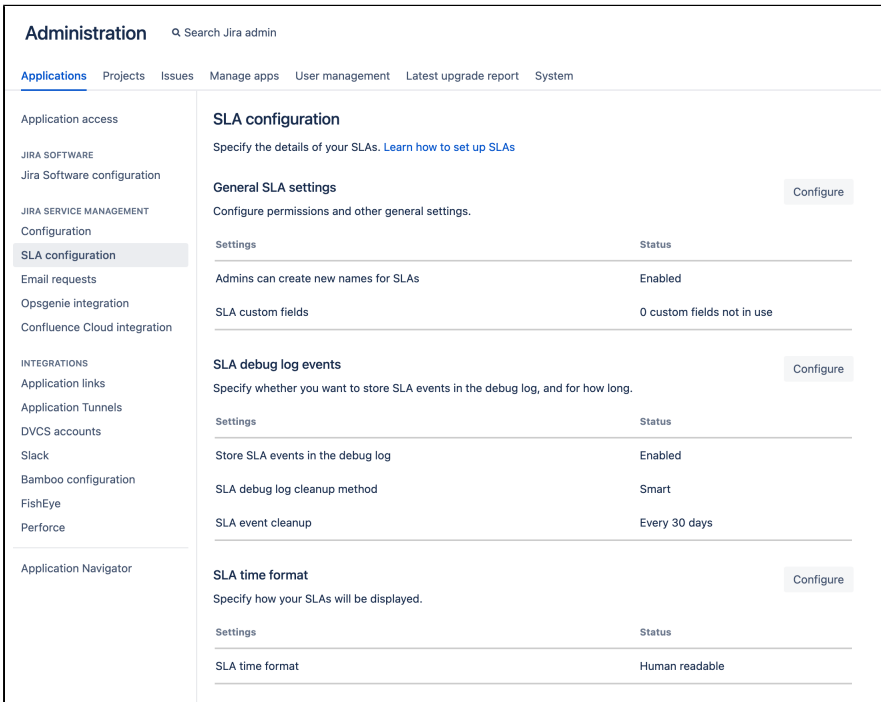 Administration Search Jira admin
Applications Projects Issues Manage apps User management Latest upgrade report System
Application access
JIRA SOFTWARE
Jira Software configuration
JIRA SERVICE MANAGEMENT
Configuration
SLA configuration
Email requests
Opsgenie integration
Confluence Cloud integration
INTEGRATIONS
Application links
Application Tunnels
DVCS accounts
Slack
Bamboo configuration
FishEye
Perforce
Application Navigator
SLA configuration
Specify the details of your SLAs. Learn how to set up SLAs
General SLA settings Configure
Configure permissions and other general settings.
Settings Status
Admins can create new names for SLAs Enabled
SLA custom fields 0 custom fields not in use
SLA debug log events Configure
Specify whether you want to store SLA events in the debug log, and for how long.
Settings Status
Store SLA events in the debug log Enabled
SLA debug log cleanup method Smart
SLA event cleanup Every 30 days
SLA time format Configure
Specify how your SLAs will be displayed.
Settings Status
SLA time format Human readable